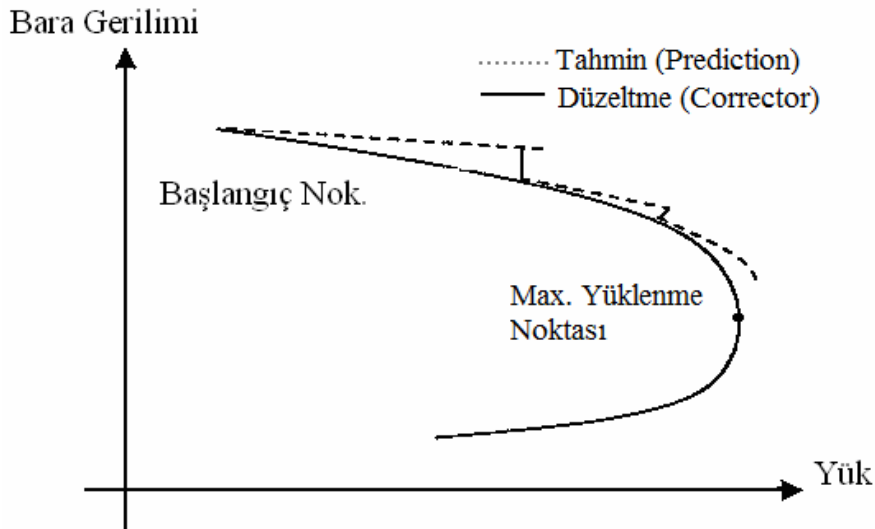 Bara Gerilimi
Tahmin (Prediction)
Düzeltme (Corrector)
Başlangıç Nok.
Max. Yüklenme
Noktası
Yük